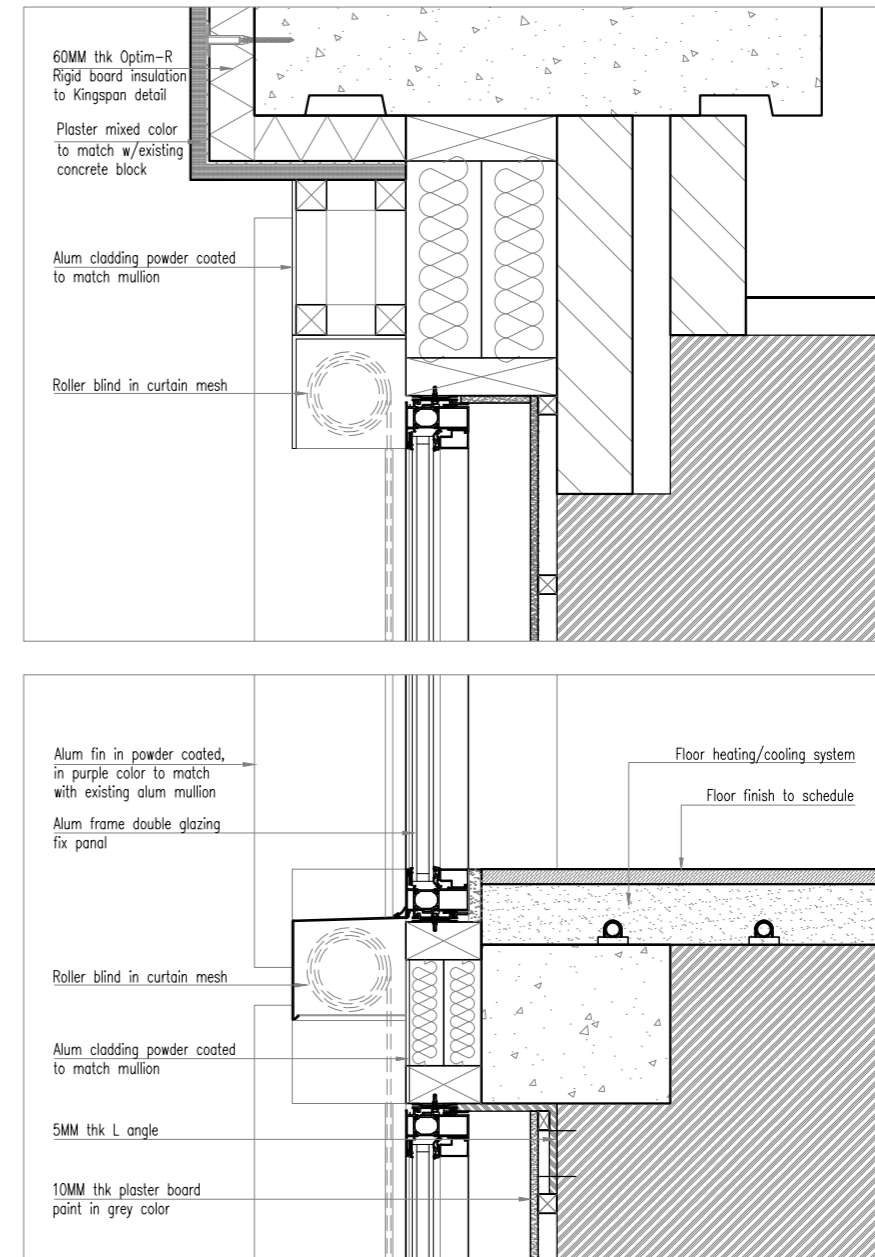 60MM thk Optim-R
Rigid board insulation
to Kingspan detail
Plaster mixed color
to match w/existing
concrete block
Alum cladding powder coated
to match mullion
Roller blind in curtain mesh
Alum fin in powder coated,
in purple color to match
with existing alum mullion
Floor heating/cooling system
Floor finish to schedule
Alum frame double glazing
fix panal
Roller blind in curtain mesh
Alum cladding powder coated
to match mullion
5MM thk L angle
10MM thk plaster board
paint in grey color